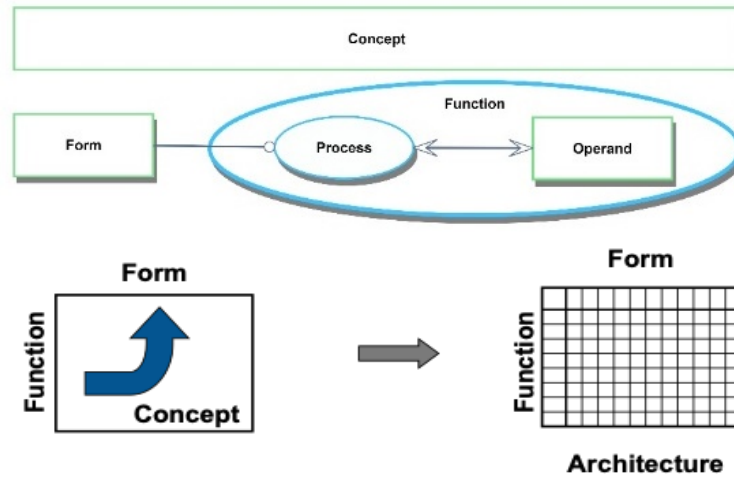 Concept
Function
Form
Process
Operand
Form
Function
Concept
Form
Function
Architecture